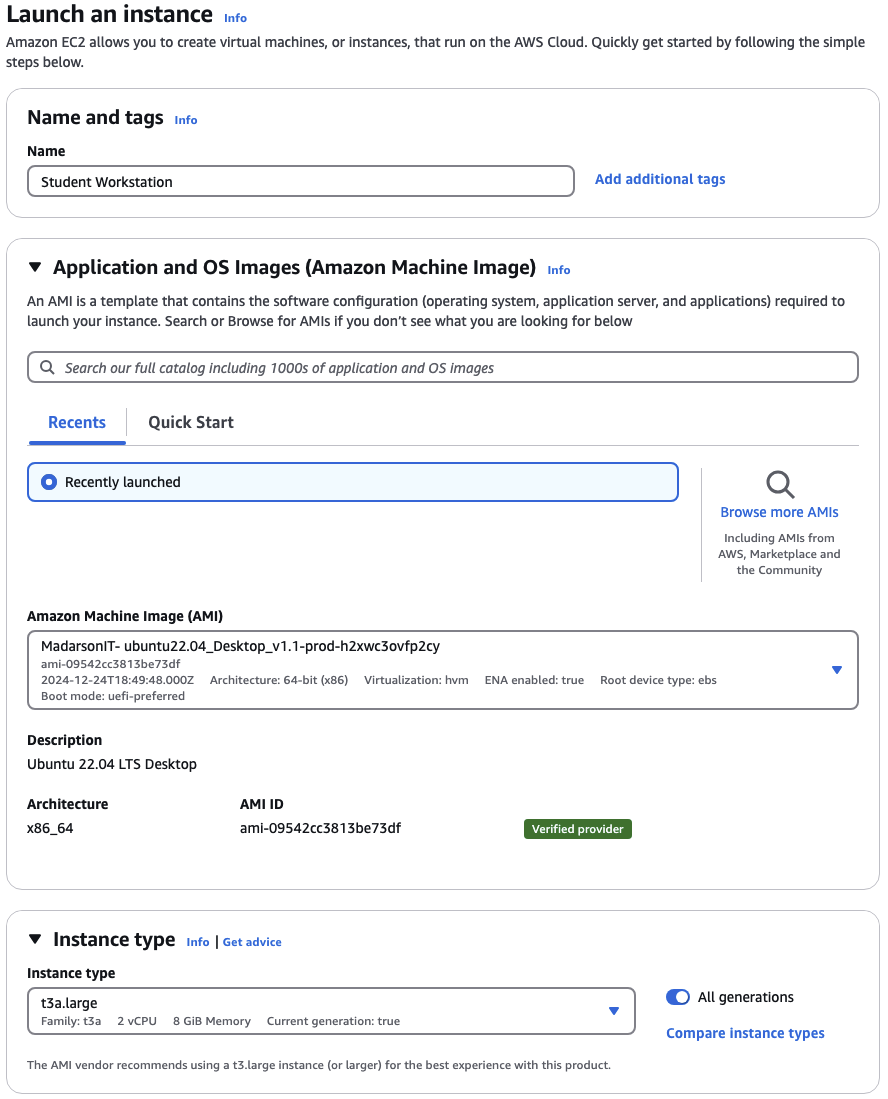 Launch an instance Info
Amazon EC2 allows you to create virtual machines, or instances, that run on the AWS Cloud. Quickly get started by following the simple
steps below.
Name and tags Info
Name
Student Workstation
Add additional tags
Application and OS Images (Amazon Machine Image) Info
An AMI is a template that contains the software configuration (operating system, application server, and applications) required to
launch your instance. Search or Browse for AMIs if you don't see what you are looking for below
Search our full catalog including 1000s of application and OS images
Recents
Quick Start
Recently launched
Browse more AMIs
Including AMIs from
AWS, Marketplace and
the Community
Amazon Machine Image (AMI)
MadarsonIT- ubuntu22.04_Desktop_v1.1-prod-h2xwc3ovfp2cy
ami-09542cc3813be73df
2024-12-24T18:49:48.000Z Architecture: 64-bit (x86) Virtualization: hvm ENA enabled: true Root device type: ebs
Boot mode: uefi-preferred
Description
Ubuntu 22.04 LTS Desktop
Architecture AMI ID
x86_64 ami-09542cc3813be73df Verified provider
Instance type Info | Get advice
Instance type
t3a.large
Family: t3a 2 vCPU 8 GiB Memory Current generation: true
All generations
Compare instance types
The AMI vendor recommends using a t3.large instance (or larger) for the best experience with this product.